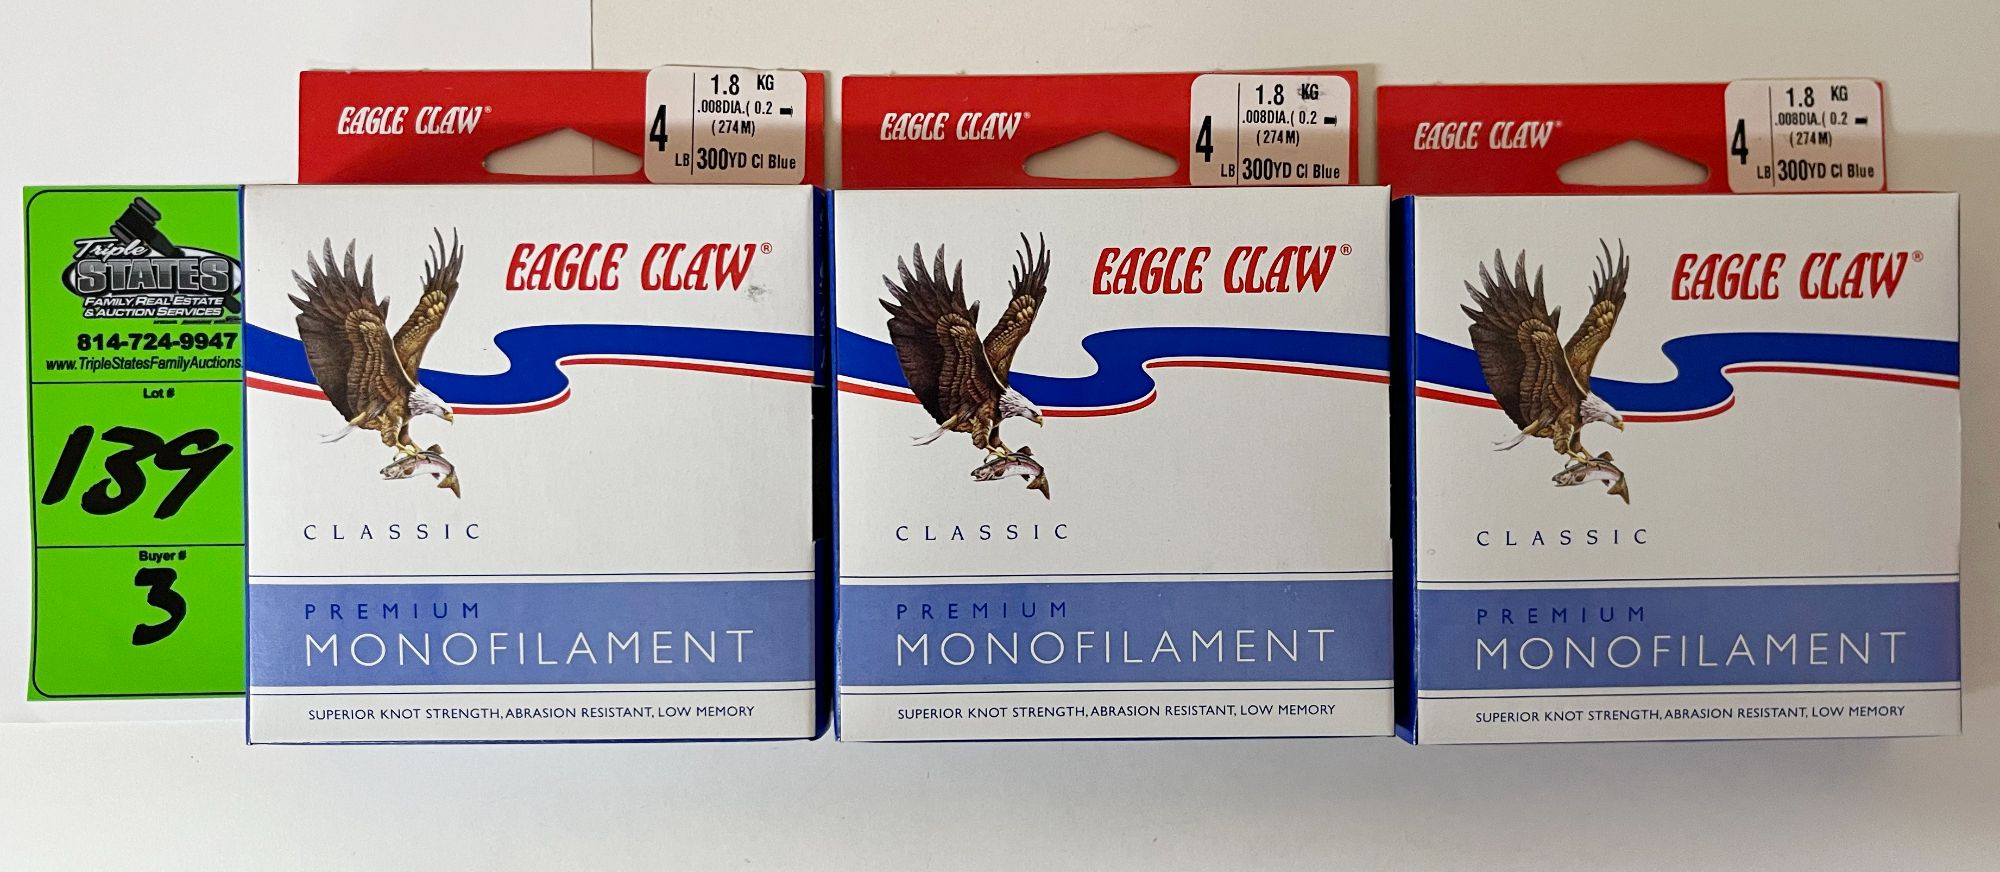 Triple
STATES
FAMILY REAL ESTATE
& AUCTION SERVICES
814-724-9947
www.TripleStatesFamilyAuctions.
Lot #
139
Buyer #
3
EAGLE CLAW®
4 LB
1.8 KG
.008DIA.( 0.2
(274M)
300YD Cl Blue
EAGLE CLAW®
CLASSIC
PREMIUM
MONOFILAMENT
SUPERIOR KNOT STRENGTH, ABRASION RESISTANT, LOW MEMORY
EAGLE CLAW®
4 LB
1.8 KG
.008DIA.( 0.2
(274M)
300YD Cl Blue
EAGLE CLAW®
CLASSIC
PREMIUM
MONOFILAMENT
SUPERIOR KNOT STRENGTH, ABRASION RESISTANT, LOW MEMORY
EAGLE CLAW®
4 LB
1.8 KG
.008DIA.( 0.2
(274M)
300YD Cl Blue
EAGLE CLAW®
CLASSIC
PREMIUM
MONOFILAMENT
SUPERIOR KNOT STRENGTH, ABRASION RESISTANT, LOW MEMORY